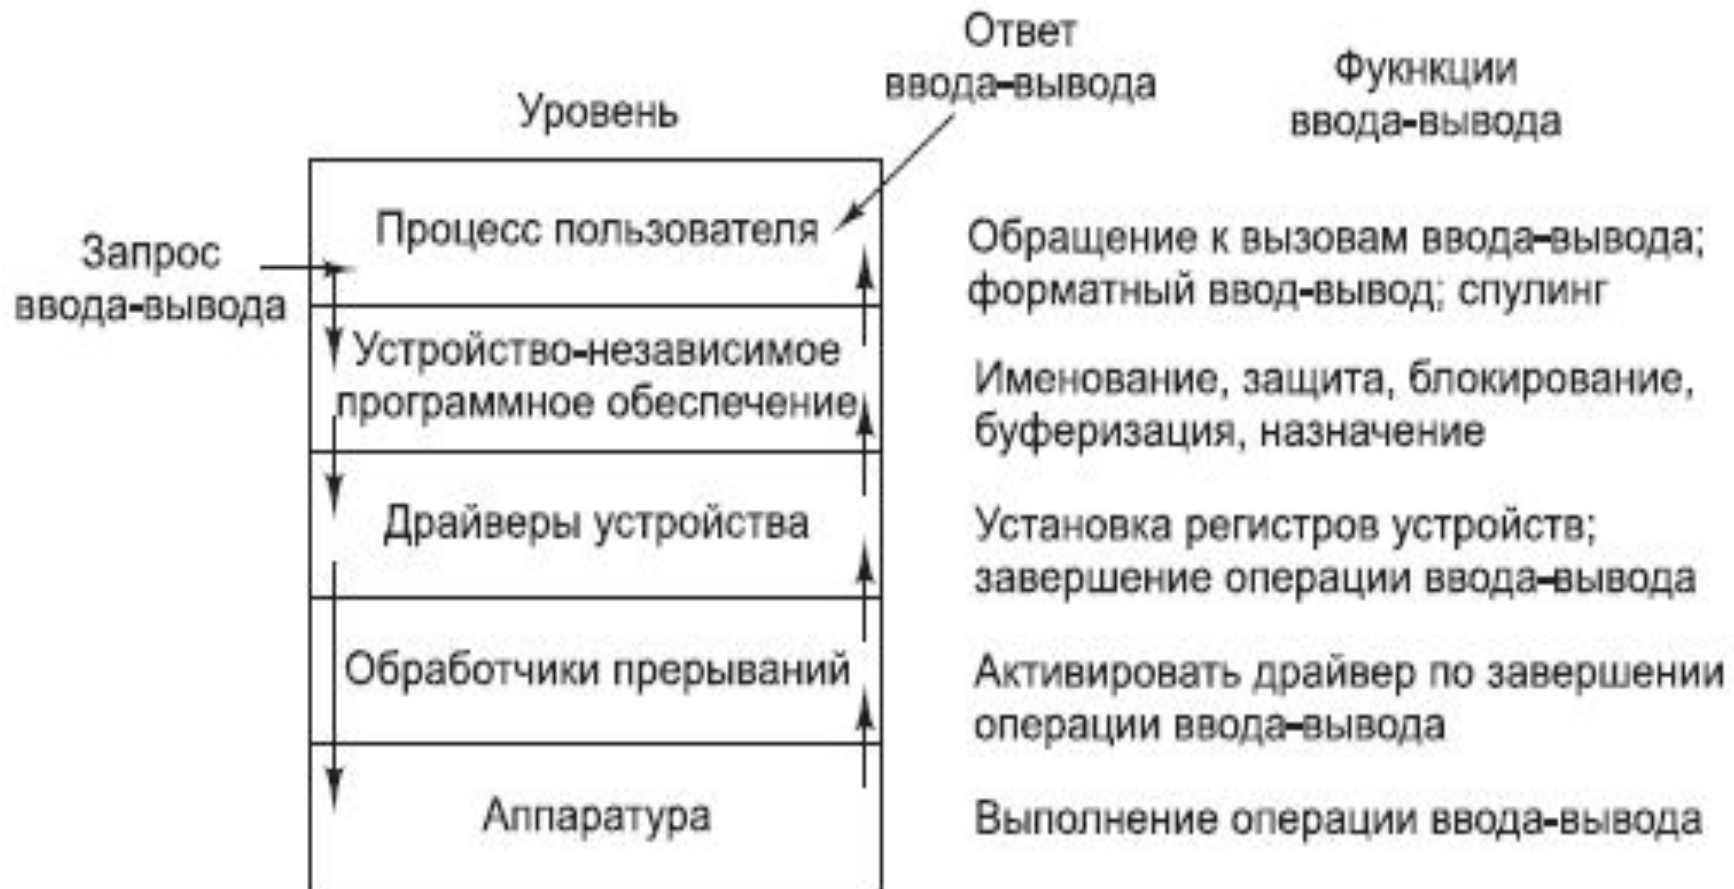 Ответ
ввода-вывода
Фукнкции
ввода-вывода
Уровень
Запрос
ввода-вывода
Процесс пользователя
Обращение к вызовам ввода-вывода;
форматный ввод-вывод; спулинг
Устройство-независимое
программное обеспечение
Именование, защита, блокирование,
буферизация, назначение
Драйверы устройства
Установка регистров устройств;
завершение операции ввода-вывода
Обработчики прерываний
Активировать драйвер по завершении
операции ввода-вывода
Аппаратура
Выполнение операции ввода-вывода